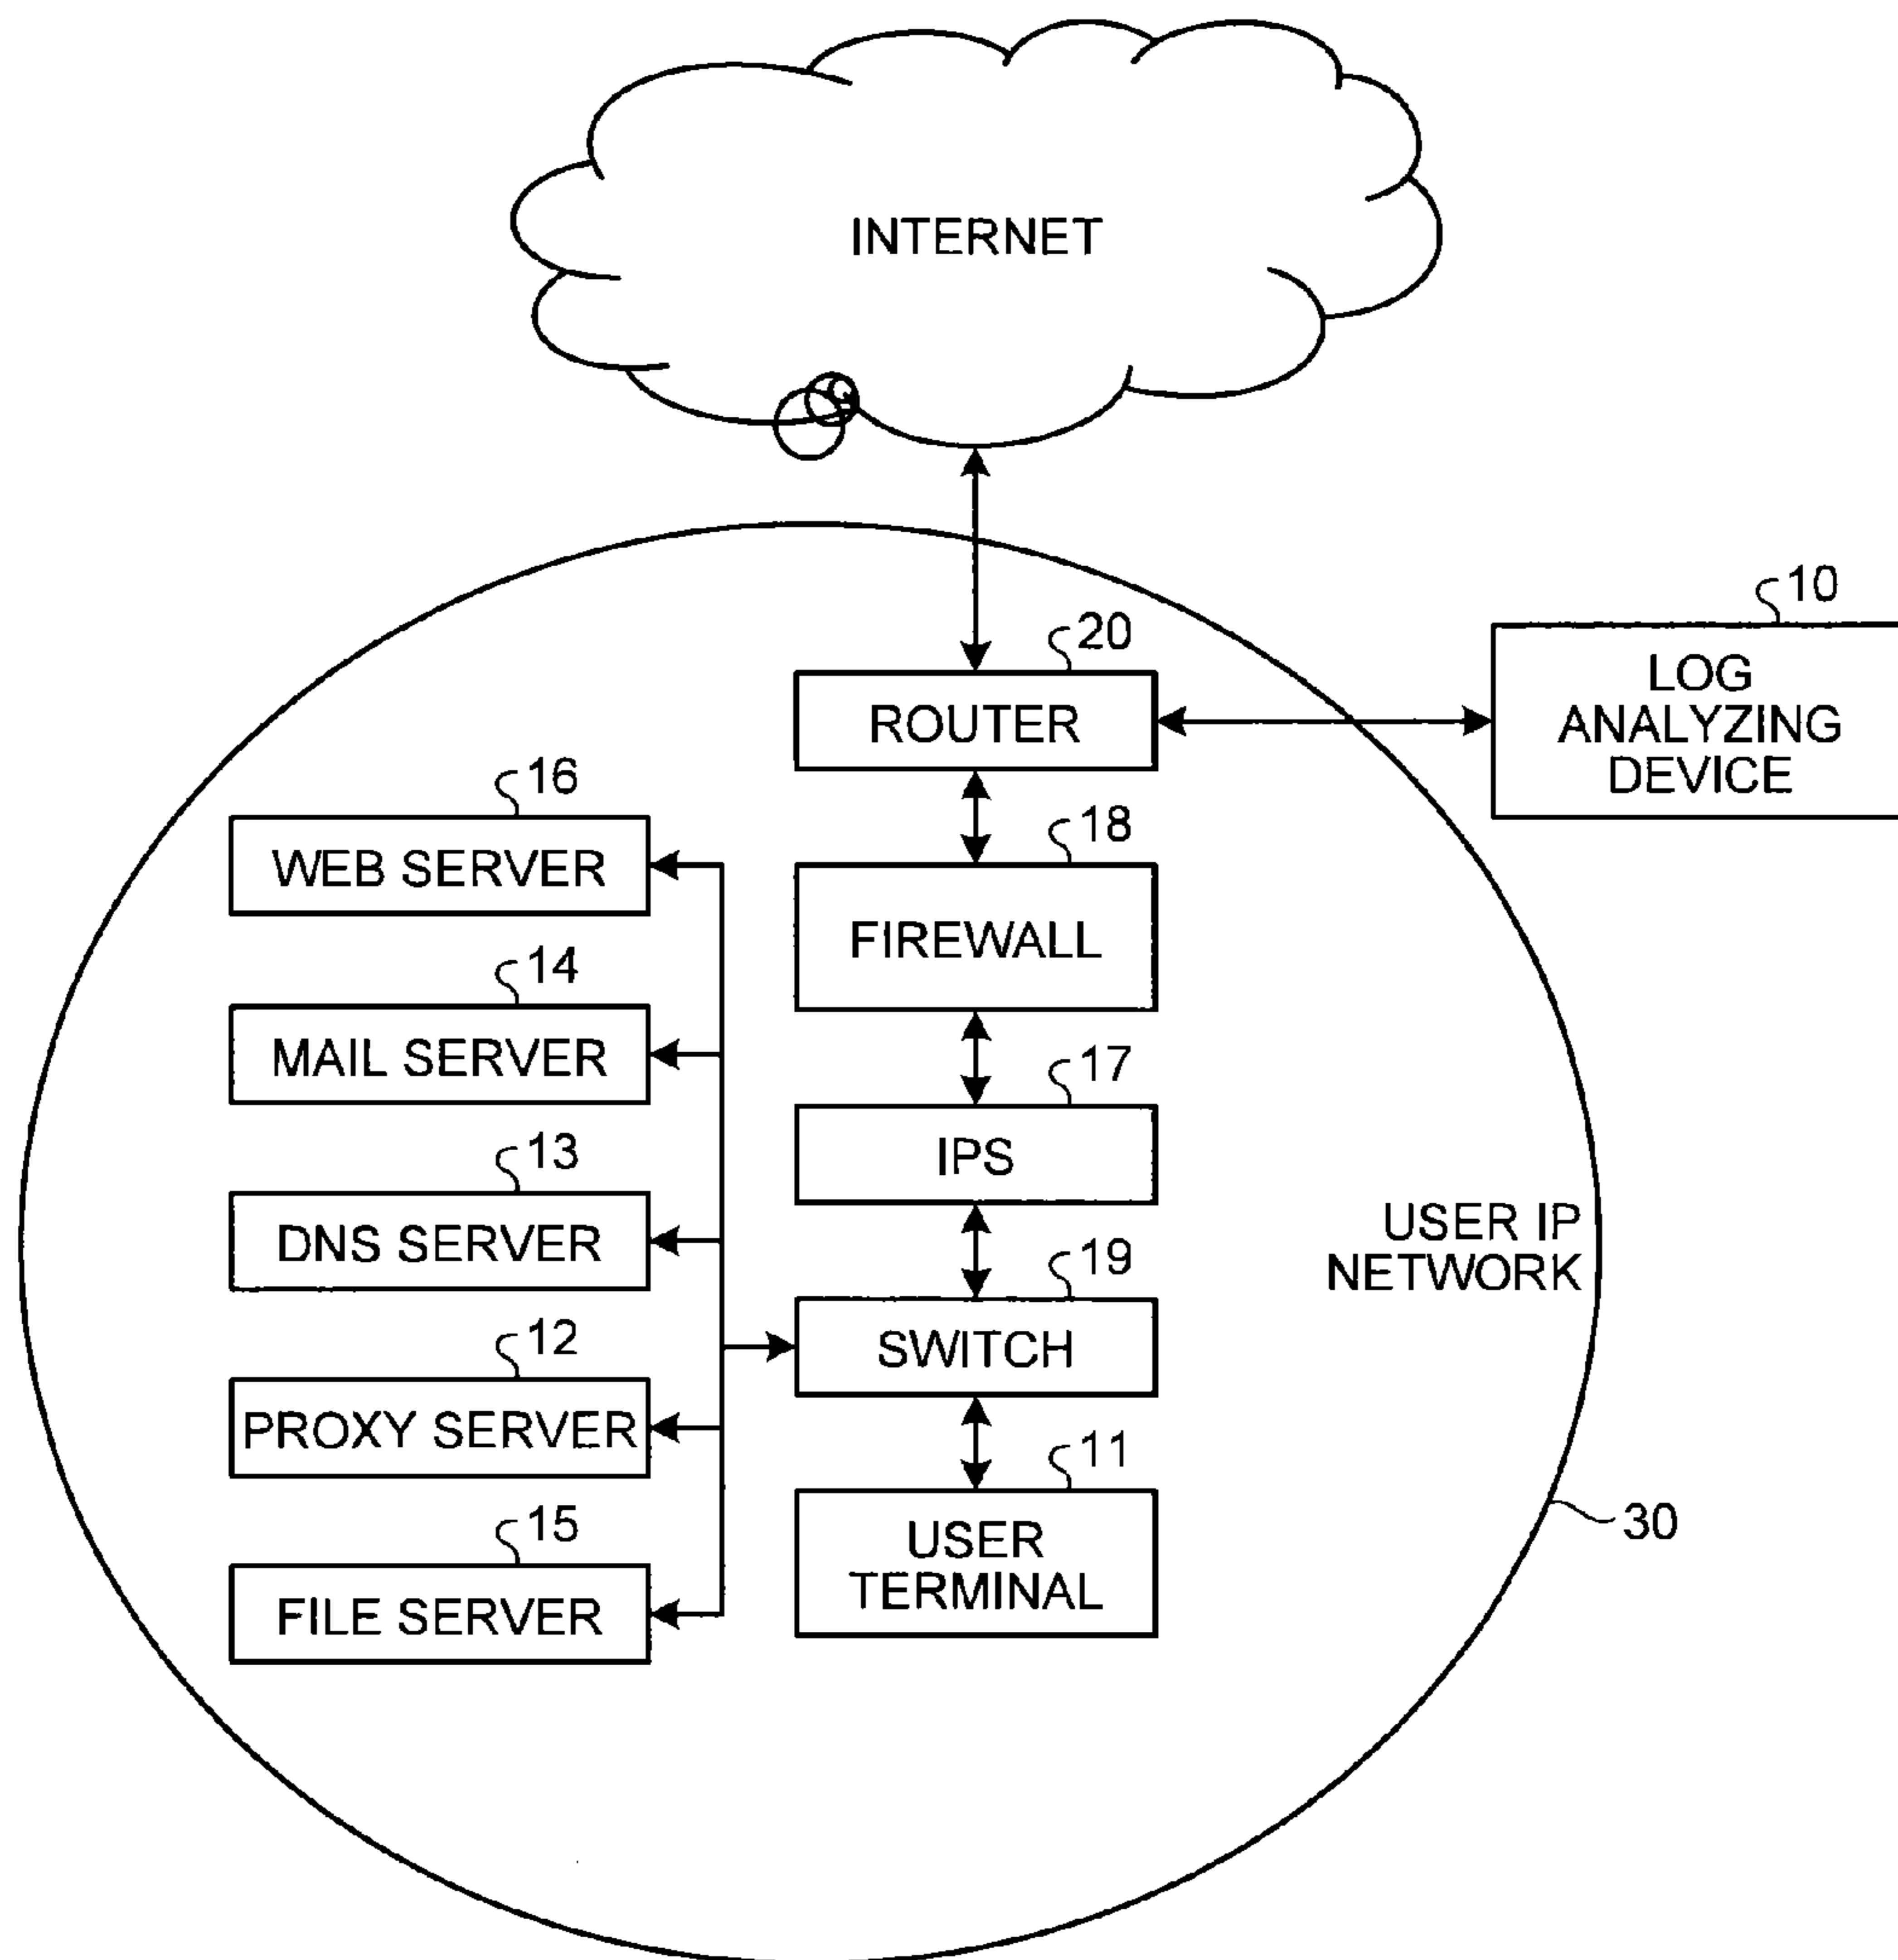 INTERNET
10
LOG
ANALYZING
DEVICE
20
ROUTER
16
WEB SERVER
18
FIREWALL
14
MAIL SERVER
17
IPS
13
DNS SERVER
USER IP
NETWORK
19
SWITCH
12
PROXY SERVER
11
USER
TERMINAL
15
FILE SERVER
30